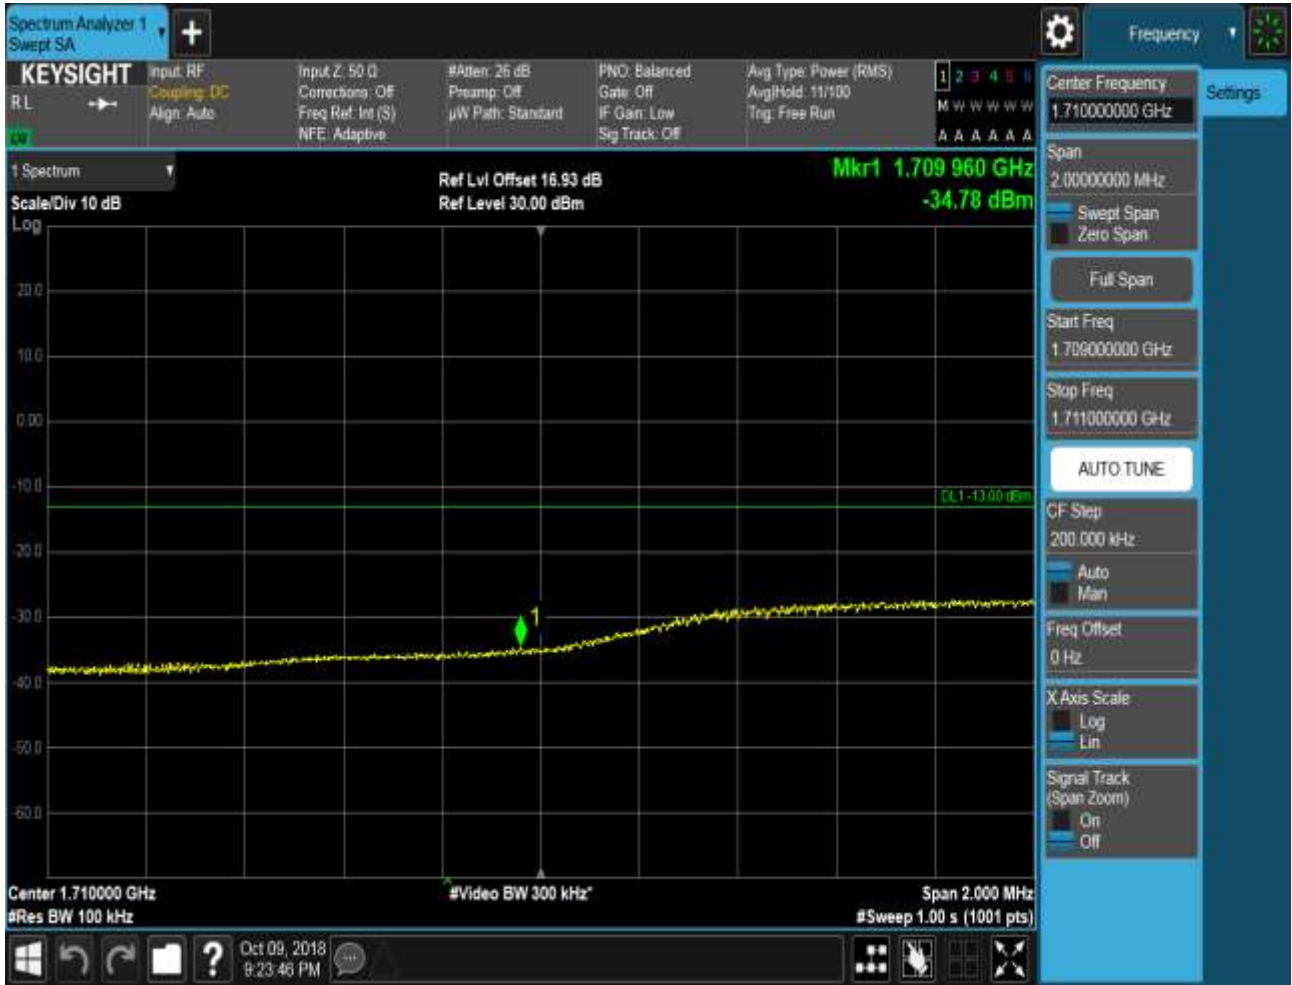 Spectrum Analyzer 1
Swept SA
+
Frequency
KEYSIGHT
R L
Input: RF
Coupling: DC
Align: Auto
Input Z: 50 Ω
Corrections: Off
Freq Ref: Int (S)
NFE: Adaptive
#Atten: 26 dB
Preamp: Off
µW Path: Standard
PNO: Balanced
Gate: Off
IF Gain: Low
Sig Track: Off
Avg Type: Power (RMS)
Avg|Hold: 11/100
Trig: Free Run
1 2 3 4 5 6
M W W W W W
A A A A A A
1 Spectrum
Scale/Div 10 dB
Log
Ref Lvl Offset 16.93 dB
Ref Level 30.00 dBm
Mkr1 1.709 960 GHz
-34.78 dBm
20.0
10.0
0.00
-10.0
DL1 -13.00 dBm
-20.0
1
-30.0
-40.0
-50.0
-60.0
Center 1.710000 GHz
#Res BW 100 kHz
#Video BW 300 kHz*
Span 2.000 MHz
#Sweep 1.00 s (1001 pts)
?
Oct 09, 2018
9:23:46 PM
Settings
Center Frequency
1.710000000 GHz
Span
2.00000000 MHz
Swept Span
Zero Span
Full Span
Start Freq
1.709000000 GHz
Stop Freq
1.711000000 GHz
AUTO TUNE
CF Step
200.000 kHz
Auto
Man
Freq Offset
0 Hz
X Axis Scale
Log
Lin
Signal Track
(Span Zoom)
On
Off